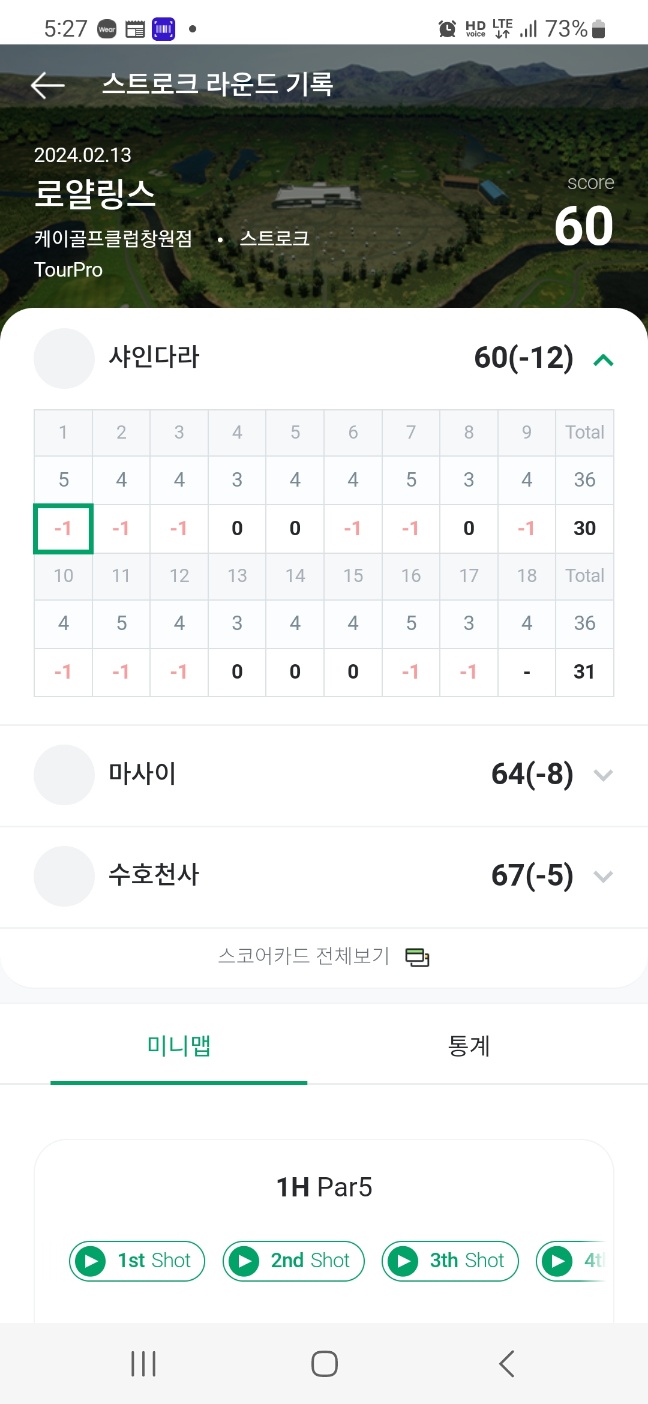 5:27 Wear HD voice LTE 73%
스트로크 라운드 기록
2024.02.13
로얄링스
score
60
케이골프클럽창원점 • 스트로크
TourPro
샤인다라 60(-12)
1 2 3 4 5 6 7 8 9 Total
5 4 4 3 4 4 5 3 4 36
-1 -1 -1 0 0 -1 -1 0 -1 30
10 11 12 13 14 15 16 17 18 Total
4 5 4 3 4 4 5 3 4 36
-1 -1 -1 0 0 0 -1 -1 - 31
마사이 64(-8)
수호천사 67(-5)
스코어카드 전체보기
미니맵 통계
1H Par5
1st Shot 2nd Shot 3th Shot 4t